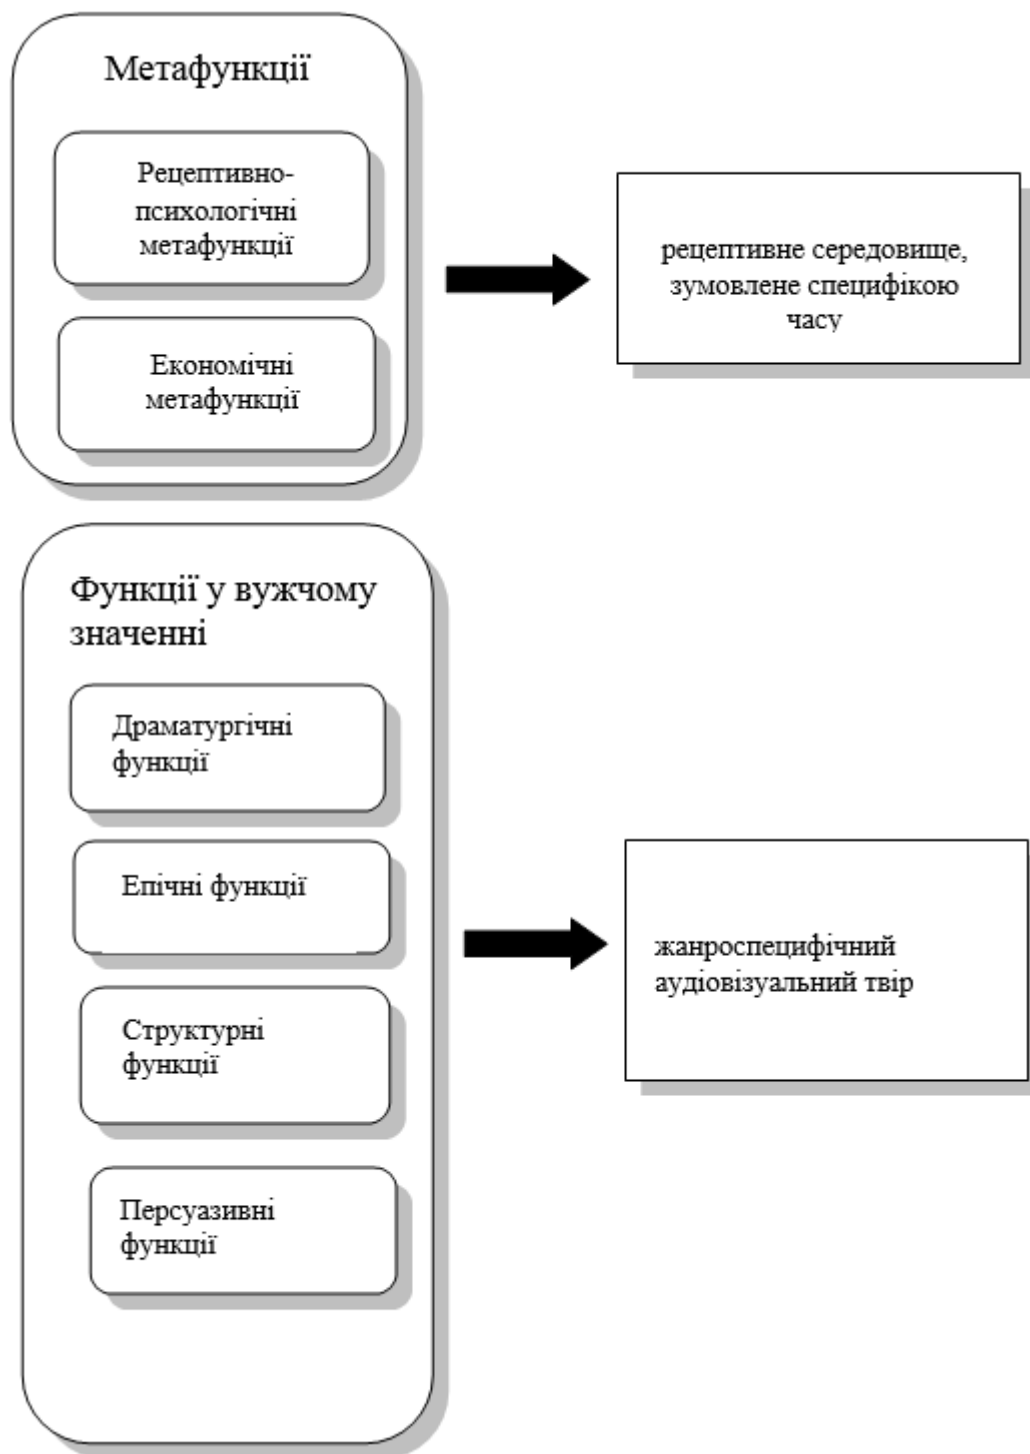 Метафункції
Рецептивно-
психологічні
метафункції
Економічні
метафункції
рецептивне середовище,
зумовлене специфікою
часу
Функції у вужчому
значенні
Драматургічні
функції
Епічні функції
Структурні
функції
Персуазивні
функції
жанроспецифічний
аудіовізуальний твір